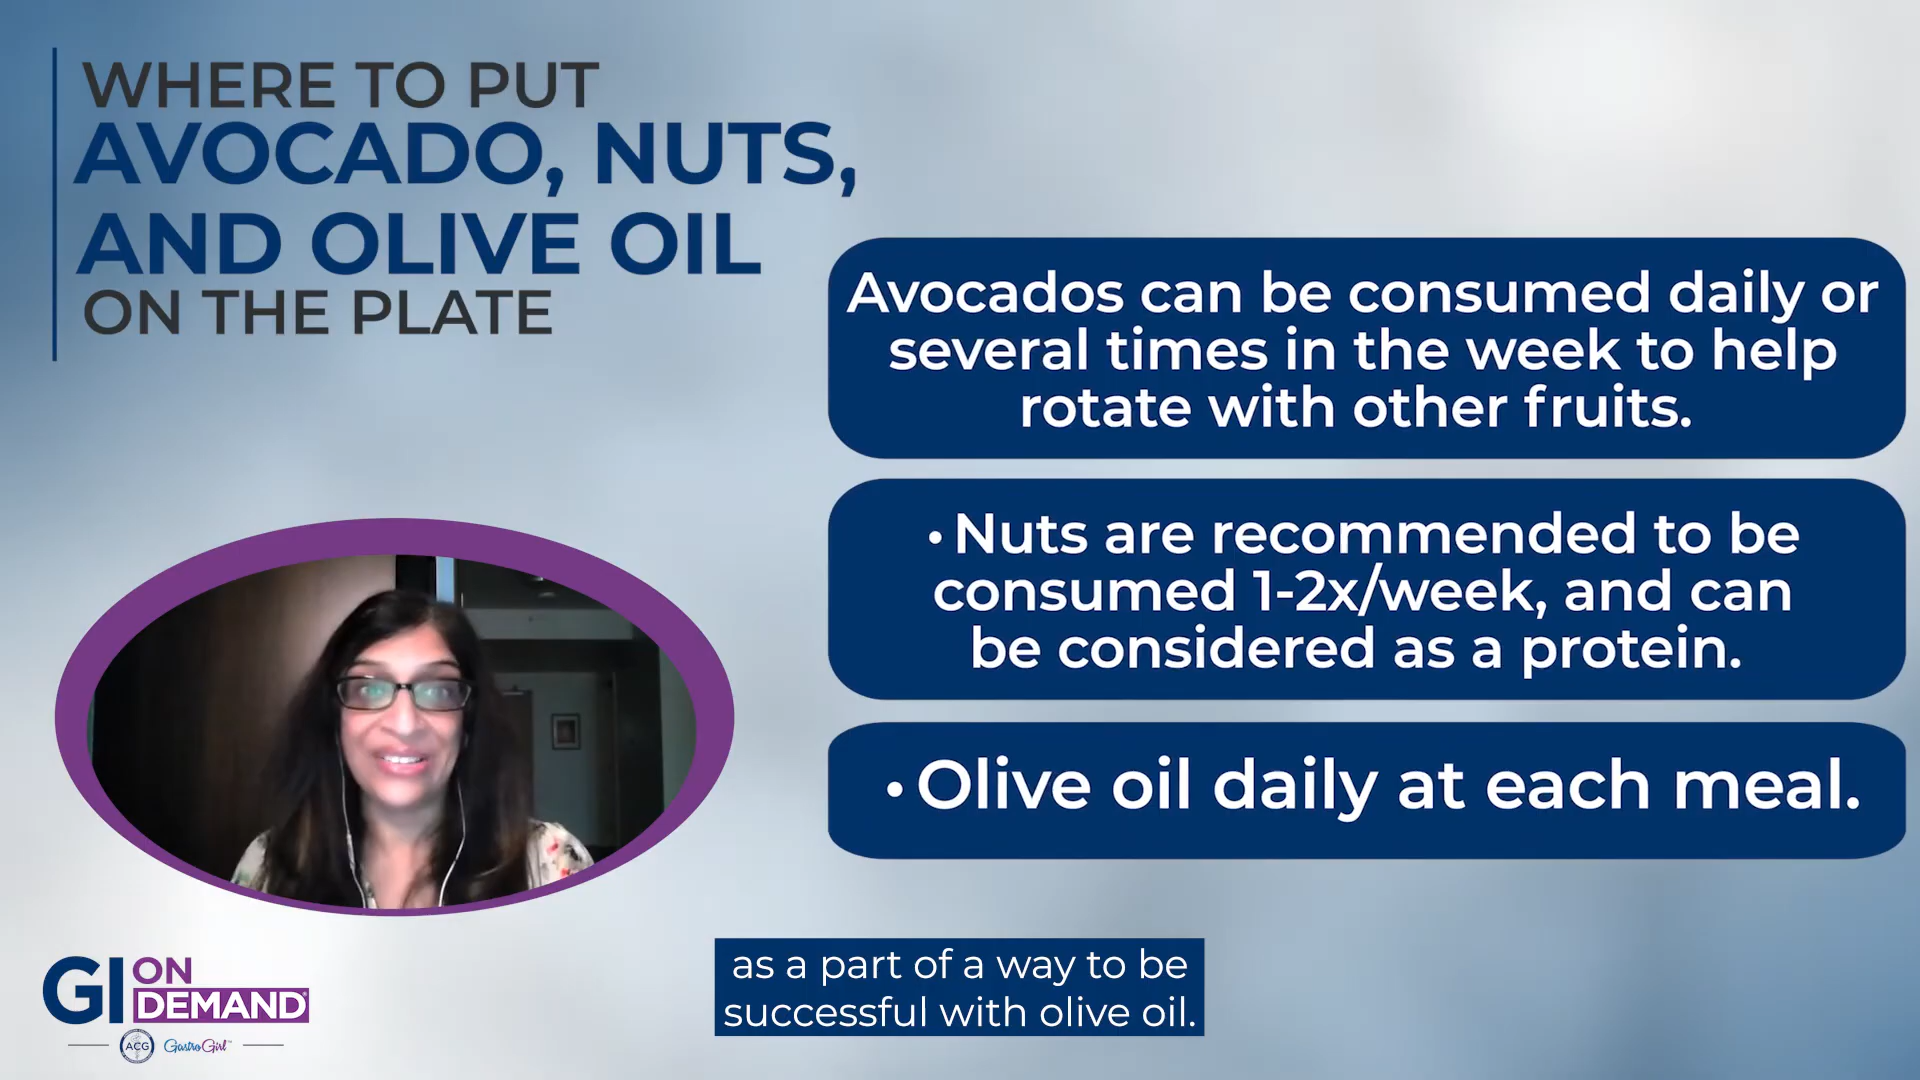 WHERE TO PUT
AVOCADO, NUTS,
AND OLIVE OIL
ON THE PLATE
Avocados can be consumed daily or
several times in the week to help
rotate with other fruits.
• Nuts are recommended to be
consumed 1-2x/week, and can
be considered as a protein.
• Olive oil daily at each meal.
as a part of a way to be
successful with olive oil.
GI ON
DEMAND®
ACG GastroGirl™